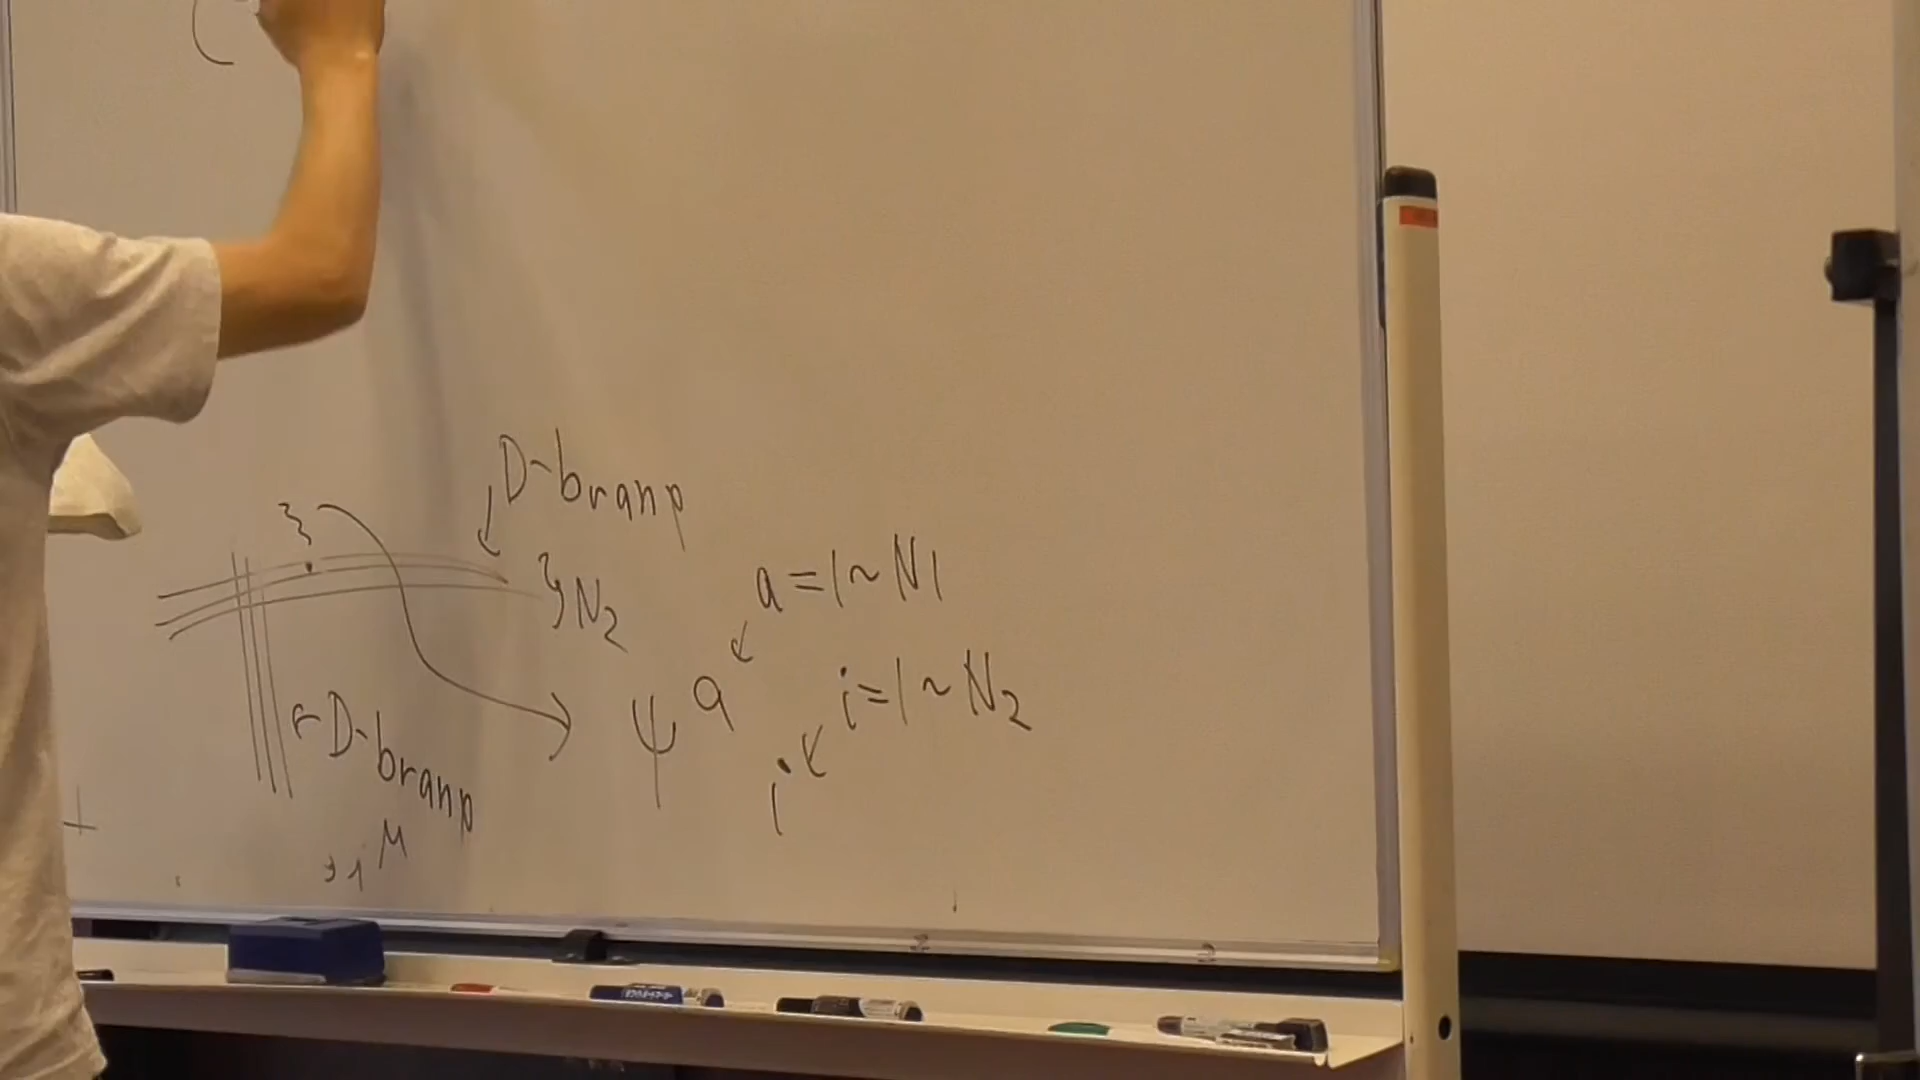 D-branp
}N₂
a=1~N1
ψ a
i=1~N₂
i
D-branp
M